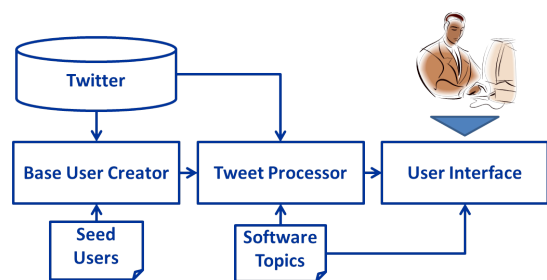 Twitter
Base User Creator
Tweet Processor
User Interface
Seed
Users
Software
Topics